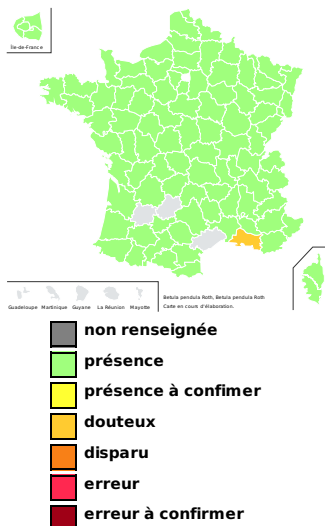 Île-de-France
Guadeloupe Martinique Guyane La Réunion Mayotte
Betula pendula Roth, Betula pendula Roth
Carte en cours d'élaboration.
non renseignée
présence
présence à confimer
douteux
disparu
erreur
erreur à confirmer